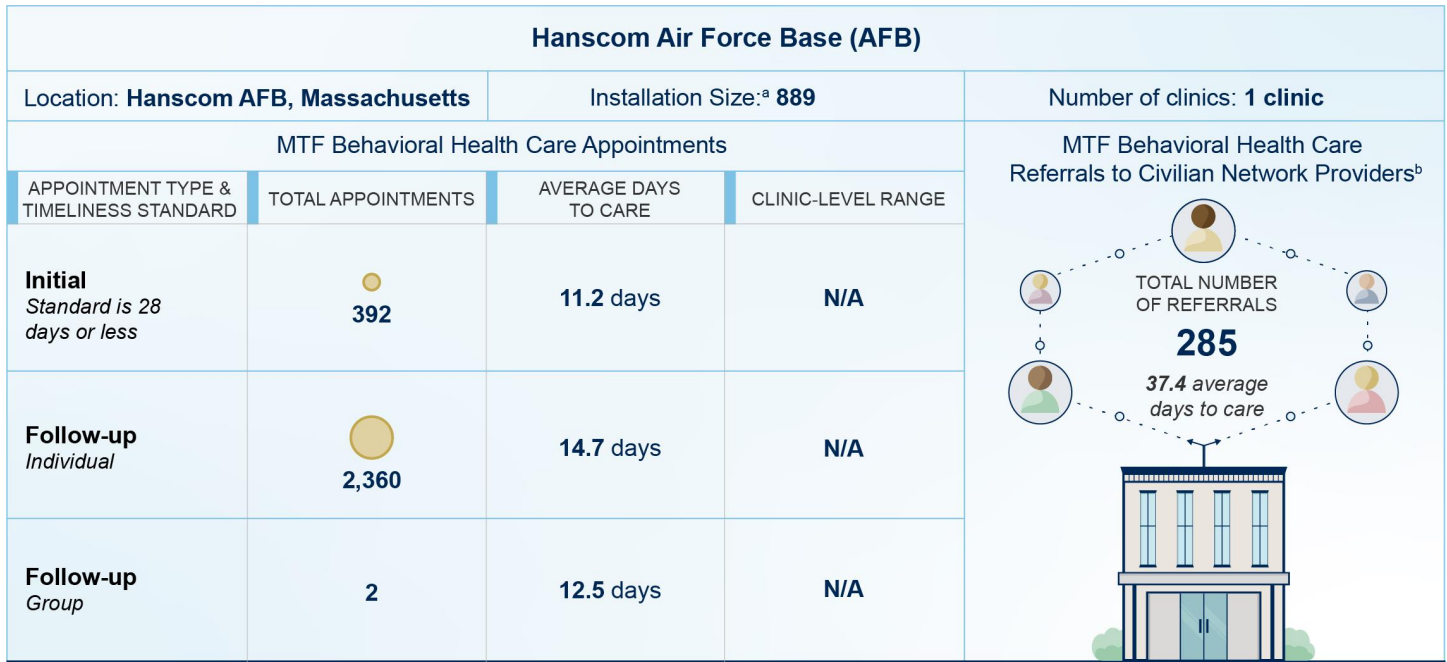 Hanscom Air Force Base (AFB)
Location: Hanscom AFB, Massachusetts
Installation Size:ᵃ 889
Number of clinics: 1 clinic
MTF Behavioral Health Care Appointments
APPOINTMENT TYPE &
TIMELINESS STANDARD
TOTAL APPOINTMENTS
AVERAGE DAYS
TO CARE
CLINIC-LEVEL RANGE
Initial
Standard is 28
days or less
392
11.2 days
N/A
Follow-up
Individual
2,360
14.7 days
N/A
Follow-up
Group
2
12.5 days
N/A
MTF Behavioral Health Care
Referrals to Civilian Network Providersᵇ
TOTAL NUMBER
OF REFERRALS
285
37.4 average
days to care